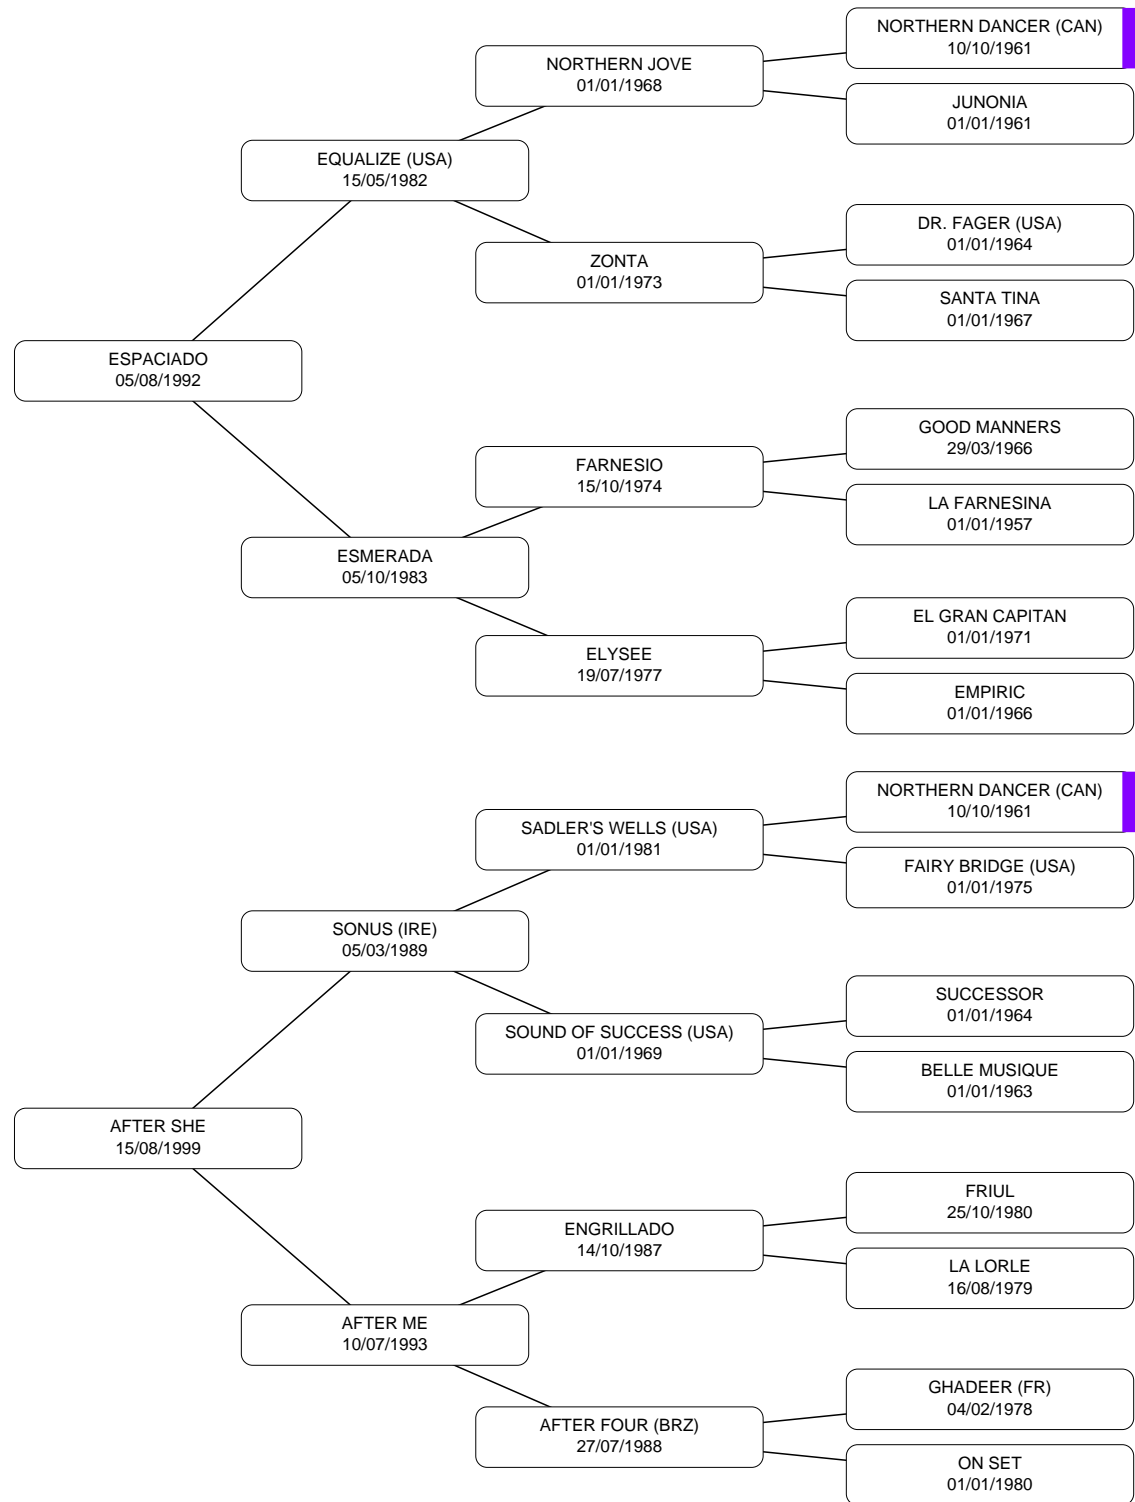 NORTHERN DANCER (CAN)
10/10/1961
NORTHERN JOVE
01/01/1968
JUNONIA
01/01/1961
EQUALIZE (USA)
15/05/1982
DR. FAGER (USA)
01/01/1964
ZONTA
01/01/1973
SANTA TINA
01/01/1967
ESPACIADO
05/08/1992
GOOD MANNERS
29/03/1966
FARNESIO
15/10/1974
LA FARNESINA
01/01/1957
ESMERADA
05/10/1983
EL GRAN CAPITAN
01/01/1971
ELYSEE
19/07/1977
EMPIRIC
01/01/1966
NORTHERN DANCER (CAN)
10/10/1961
SADLER'S WELLS (USA)
01/01/1981
FAIRY BRIDGE (USA)
01/01/1975
SONUS (IRE)
05/03/1989
SUCCESSOR
01/01/1964
SOUND OF SUCCESS (USA)
01/01/1969
BELLE MUSIQUE
01/01/1963
AFTER SHE
15/08/1999
FRIUL
25/10/1980
ENGRILLADO
14/10/1987
LA LORLE
16/08/1979
AFTER ME
10/07/1993
GHADEER (FR)
04/02/1978
AFTER FOUR (BRZ)
27/07/1988
ON SET
01/01/1980